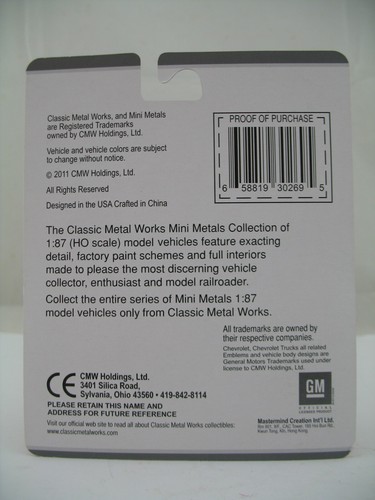 Classic Metal Works, and Mini Metals
are Registered Trademarks
owned by CMW Holdings, Ltd.
Vehicle and vehicle colors are subject
to change without notice.
© 2011 CMW Holdings, Ltd.
All Rights Reserved
Designed in the USA Crafted in China
PROOF OF PURCHASE
6 58819 30269 5
The Classic Metal Works Mini Metals Collection of
1:87 (HO scale) model vehicles feature exacting
detail, factory paint schemes and full interiors
made to please the most discerning vehicle
collector, enthusiast and model railroader.
Collect the entire series of Mini Metals 1:87
model vehicles only from Classic Metal Works.
All trademarks are owned by
their respective companies.
Chevrolet, Chevrolet Trucks all related
Emblems and vehicle body designs are
General Motors Trademarks used under
license to CMW Holdings, Ltd.
CE
CMW Holdings, Ltd.
3401 Silica Road,
Sylvania, Ohio 43560 • 419-842-8114
PLEASE RETAIN THIS NAME AND
ADDRESS FOR FUTURE REFERENCE
Visit our official web site to read all about Classic Metal Works collectibles:
www.classicmetalworks.com
GM
OFFICIAL
LICENSED
PRODUCT
Mastermind Creation Int'l Ltd.
Kwun Tong, Kln, Hong Kong